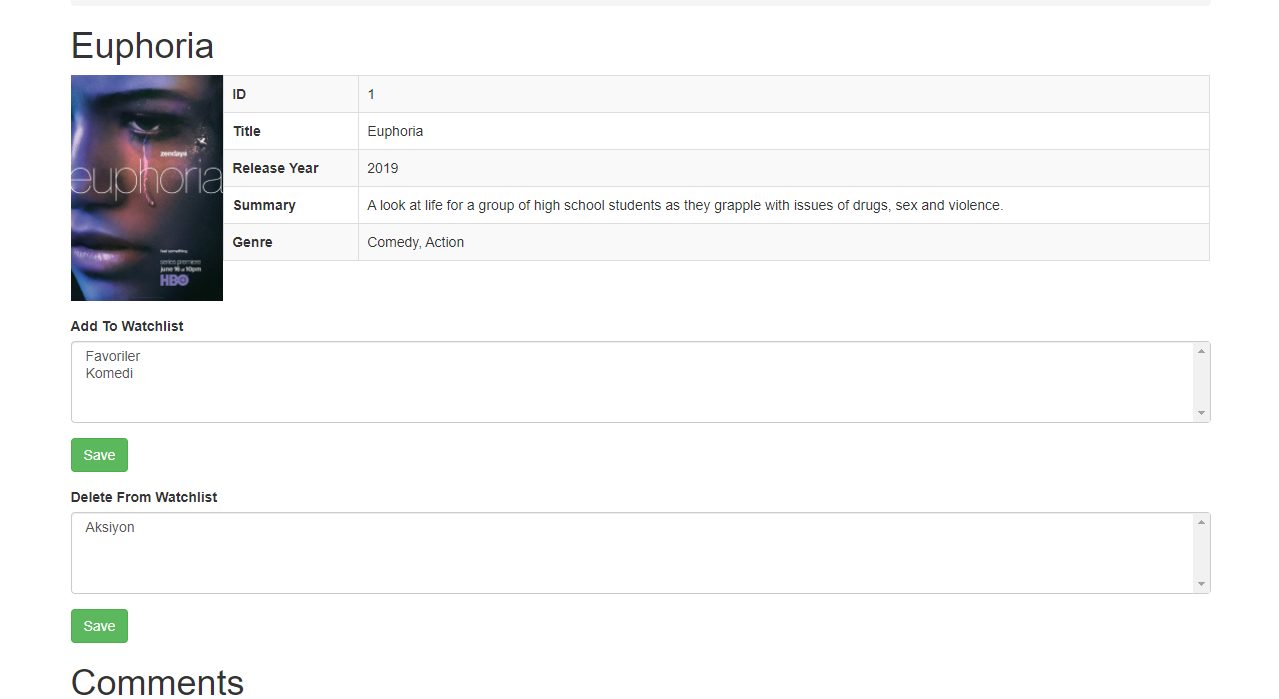 Euphoria
zendaya
euphoria
feel something
series premiere
june 16 at 10pm
HBO
ID 1
Title Euphoria
Release Year 2019
Summary A look at life for a group of high school students as they grapple with issues of drugs, sex and violence.
Genre Comedy, Action
Add To Watchlist
Favoriler
Komedi
Save
Delete From Watchlist
Aksiyon
Save
Comments